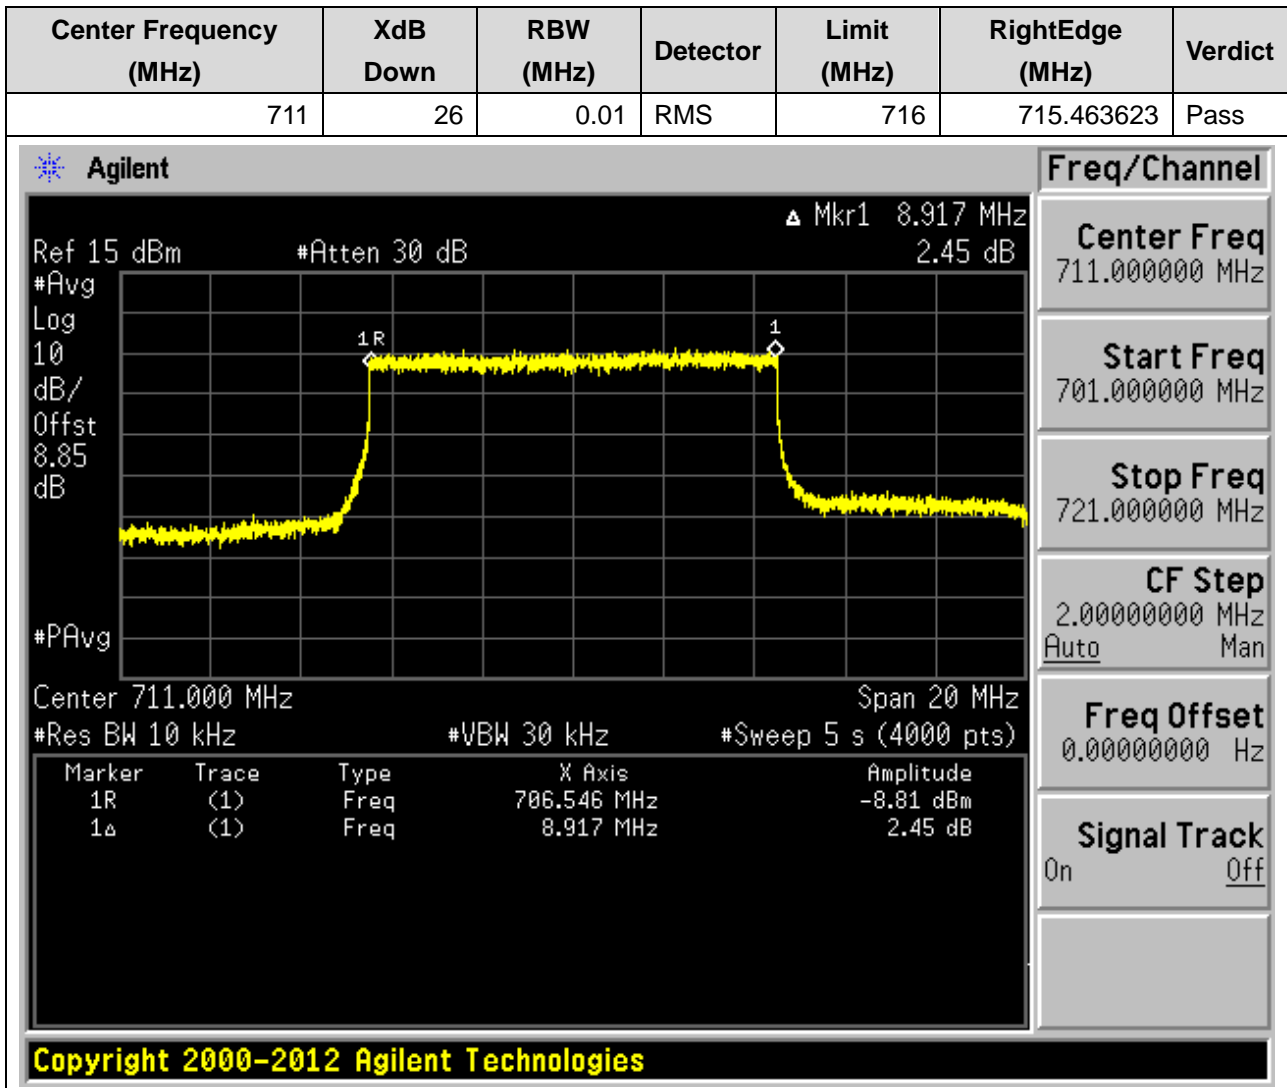 Center Frequency (MHz) XdB Down RBW (MHz) Detector Limit (MHz) RightEdge (MHz) Verdict
711 26 0.01 RMS 716 715.463623 Pass
Agilent
Freq/Channel
Δ Mkr1 8.917 MHz
Ref 15 dBm #Atten 30 dB 2.45 dB
#Avg
Log
10
dB/
Offst
8.85
dB
#PAvg
1R
1
Center 711.000 MHz Span 20 MHz
#Res BW 10 kHz #VBW 30 kHz #Sweep 5 s (4000 pts)
Marker Trace Type X Axis Amplitude
1R (1) Freq 706.546 MHz -8.81 dBm
1Δ (1) Freq 8.917 MHz 2.45 dB
Center Freq
711.000000 MHz
Start Freq
701.000000 MHz
Stop Freq
721.000000 MHz
CF Step
2.00000000 MHz
Auto Man
Freq Offset
0.00000000 Hz
Signal Track
On Off
Copyright 2000-2012 Agilent Technologies